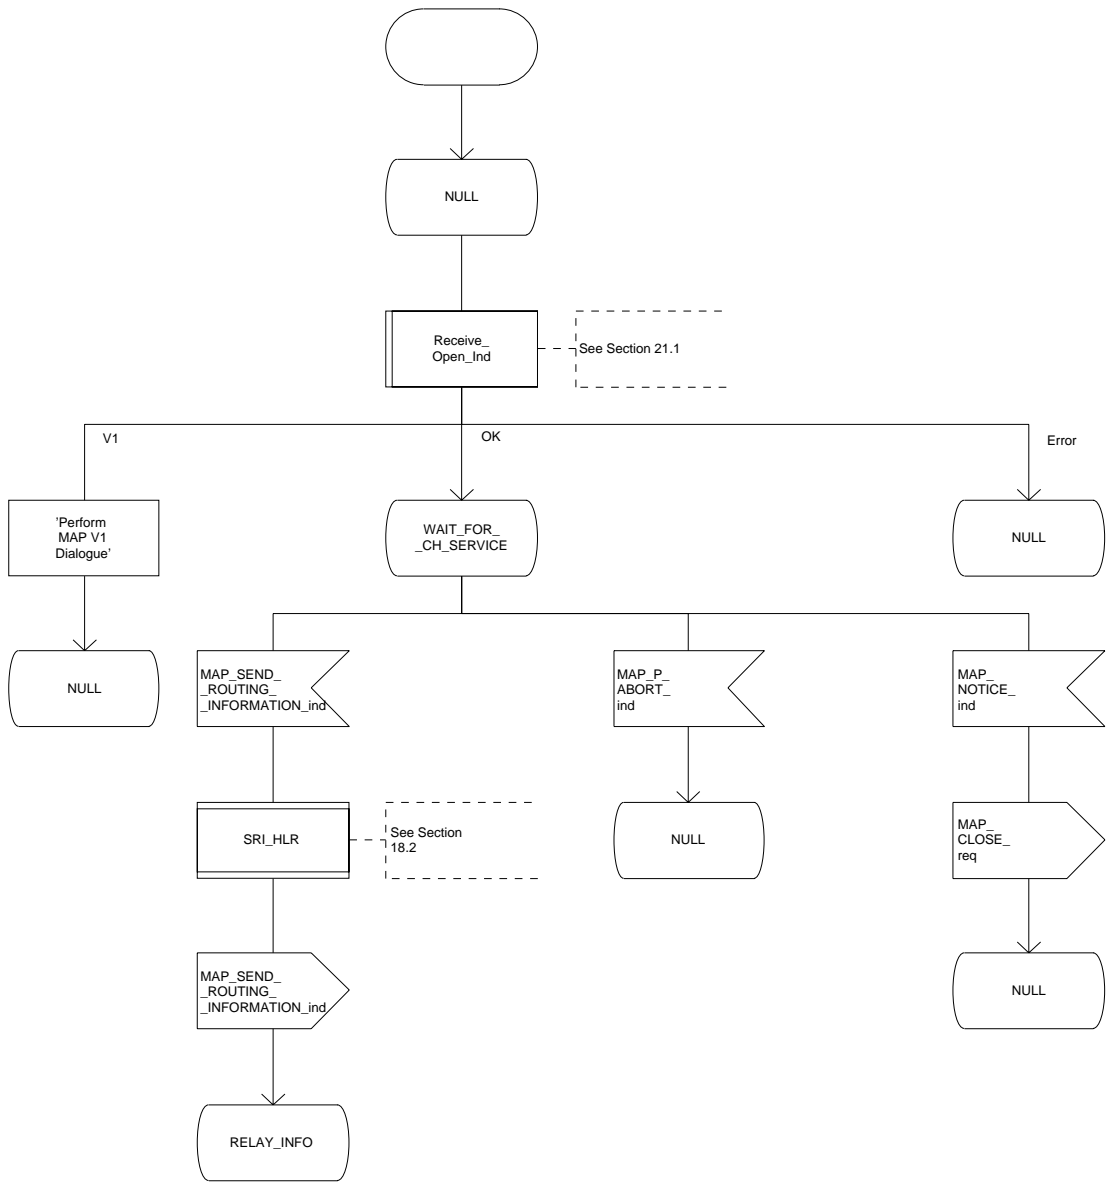 NULL
Receive_
Open_Ind
See Section 21.1
V1
OK
Error
'Perform
MAP V1
Dialogue'
WAIT_FOR_
_CH_SERVICE
NULL
NULL
MAP_SEND_
_ROUTING_
_INFORMATION_ind
MAP_P_
ABORT_
ind
MAP_
NOTICE_
ind
SRI_HLR
See Section
18.2
NULL
MAP_
CLOSE_
req
MAP_SEND_
_ROUTING_
_INFORMATION_ind
NULL
RELAY_INFO